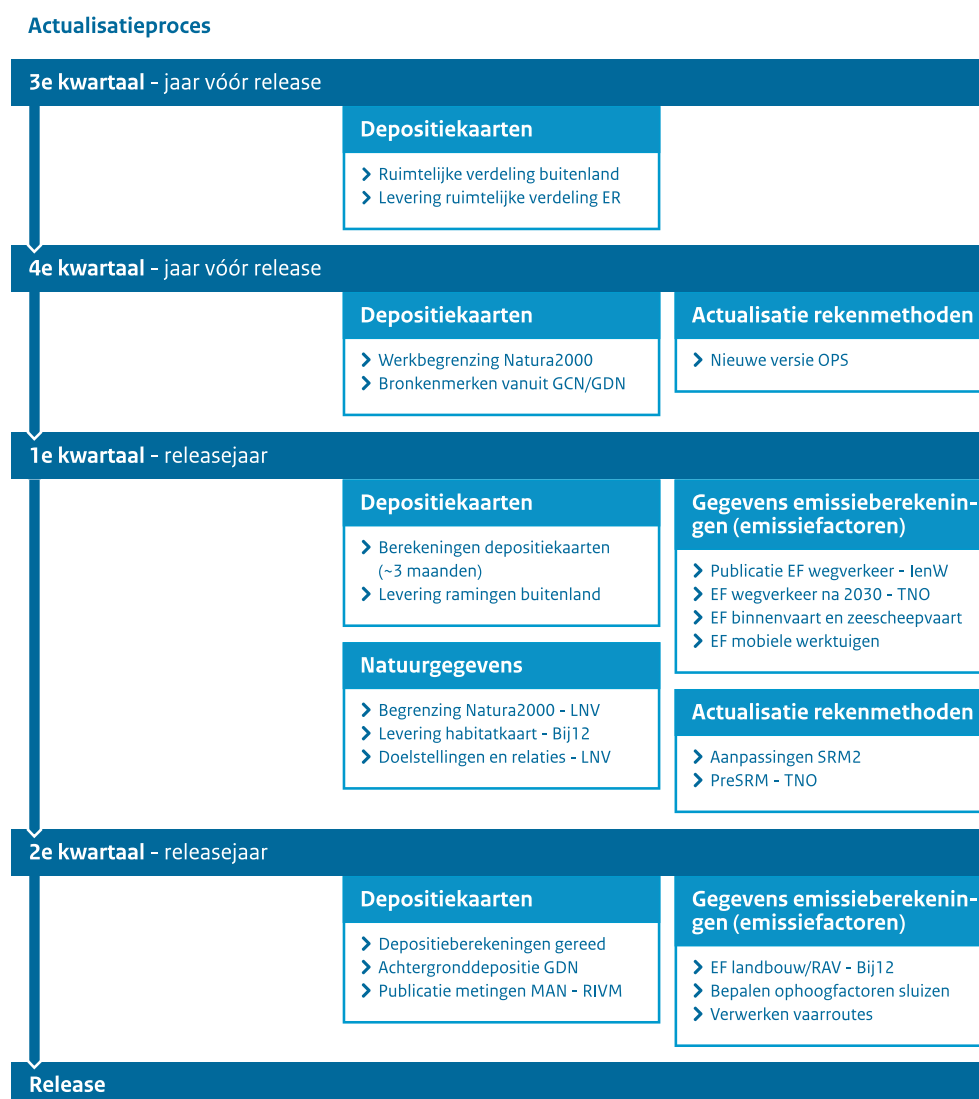 Actualisatieproces
3e kwartaal - jaar vóór release
Depositiekaarten
Ruimtelijke verdeling buitenland
Levering ruimtelijke verdeling ER
4e kwartaal - jaar vóór release
Depositiekaarten
Werkbegrenzing Natura2000
Bronkenmerken vanuit GCN/GDN
Actualisatie rekenmethoden
Nieuwe versie OPS
1e kwartaal - releasejaar
Depositiekaarten
Berekeningen depositiekaarten
(~3 maanden)
Levering ramingen buitenland
Natuurgegevens
Begrenzing Natura2000 - LNV
Levering habitatkaart - Bij12
Doelstellingen en relaties - LNV
Gegevens emissieberekenin-
gen (emissiefactoren)
Publicatie EF wegverkeer - IenW
EF wegverkeer na 2030 - TNO
EF binnenvaart en zeescheepvaart
EF mobiele werktuigen
Actualisatie rekenmethoden
Aanpassingen SRM2
PreSRM - TNO
2e kwartaal - releasejaar
Depositiekaarten
Depositieberekeningen gereed
Achtergronddepositie GDN
Publicatie metingen MAN - RIVM
Gegevens emissieberekenin-
gen (emissiefactoren)
EF landbouw/RAV - Bij12
Bepalen ophoogfactoren sluizen
Verwerken vaarroutes
Release